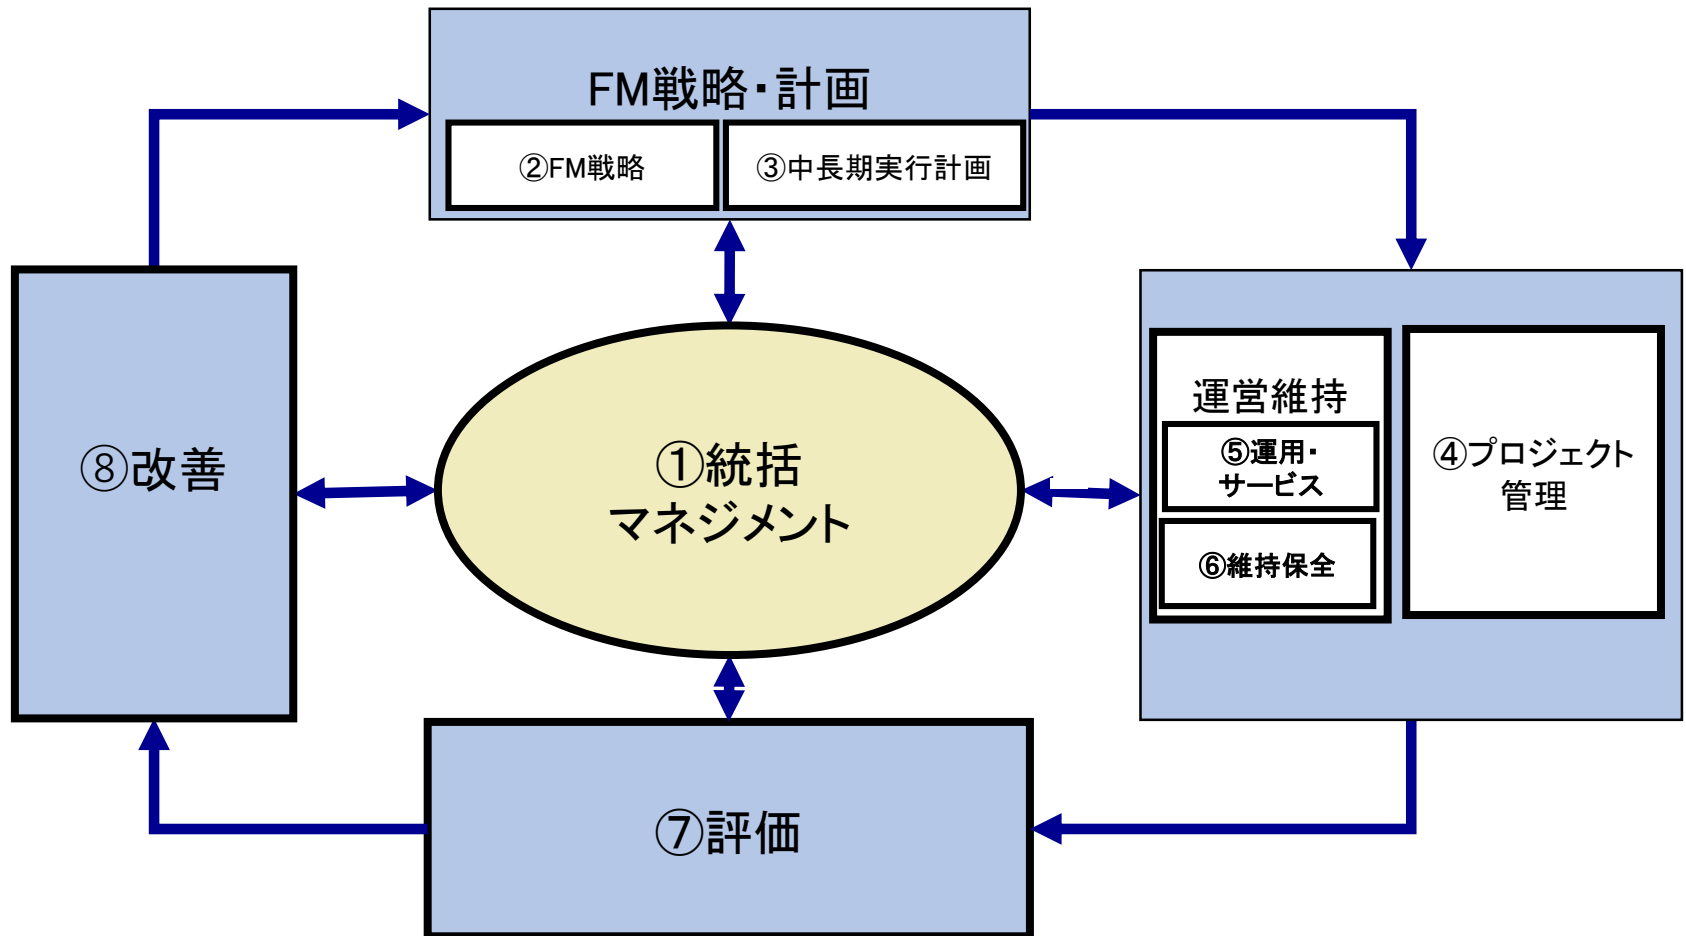 FM戦略・計画
②FM戦略
③中長期実行計画
⑧改善
①統括
マネジメント
運営維持
⑤運用・
サービス
⑥維持保全
④プロジェクト
管理
⑦評価